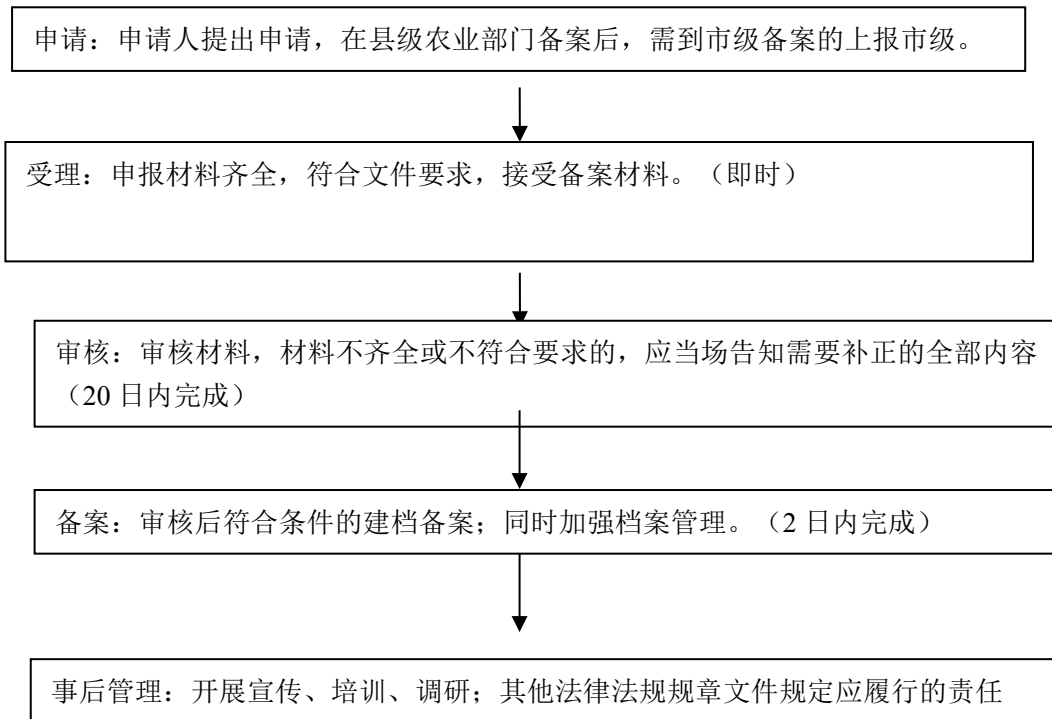 申请：申请人提出申请，在县级农业部门备案后，需到市级备案的上报市级。
受理：申报材料齐全，符合文件要求，接受备案材料。（即时）
审核：审核材料，材料不齐全或不符合要求的，应当场告知需要补正的全部内容
（20 日内完成）
备案：审核后符合条件的建档备案；同时加强档案管理。（2 日内完成）
事后管理：开展宣传、培训、调研；其他法律法规规章文件规定应履行的责任